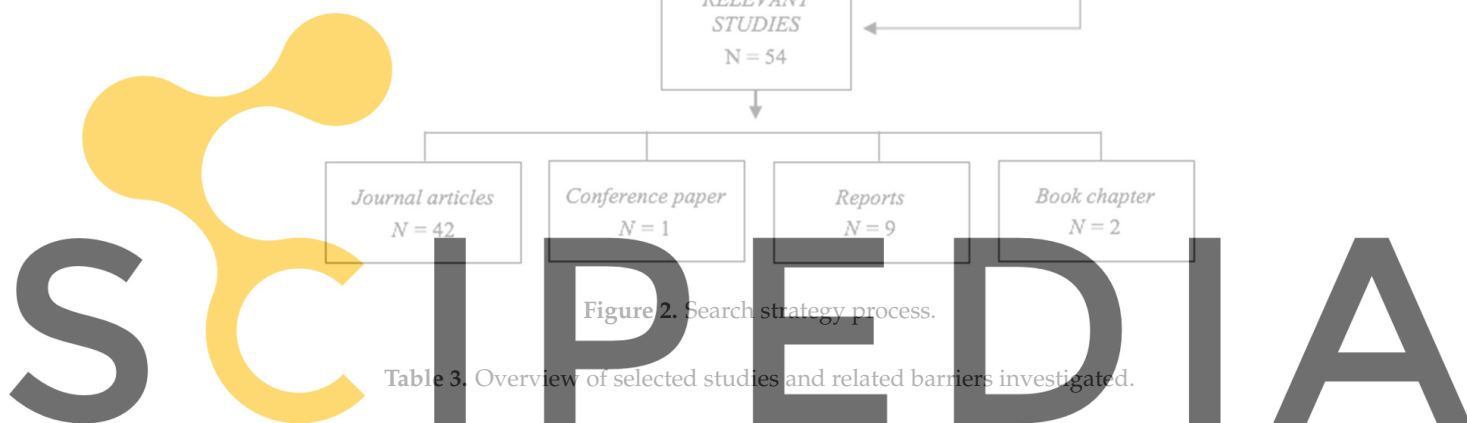 RELEVANT
STUDIES
N = 54
Journal articles
N = 42
Conference paper
N = 1
Reports
N = 9
Book chapter
N = 2
SCIPEDIA
Figure 2. Search strategy process.
Table 3. Overview of selected studies and related barriers investigated.